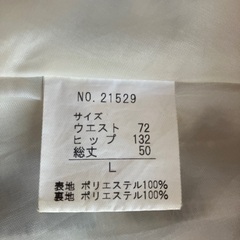 NO.21529
サイズ
ウエスト 72
ヒップ 132
総丈 50
L
表地 ポリエステル100%
裏地 ポリエステル100%